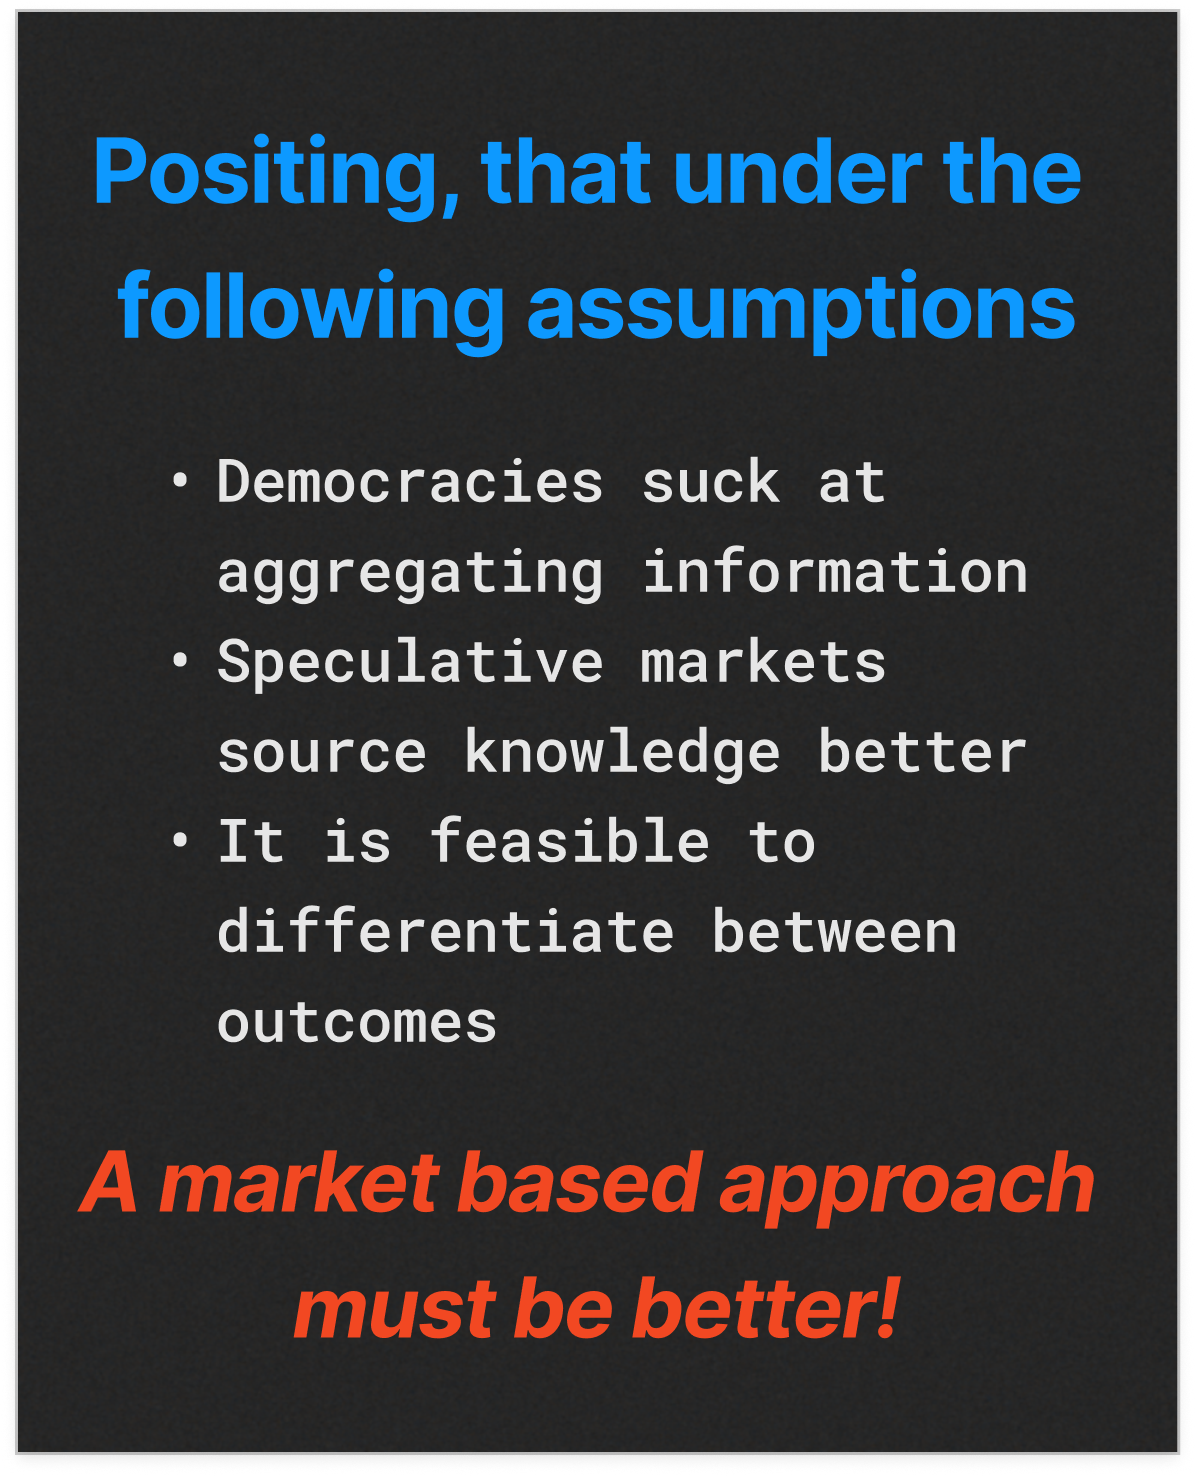 Positing, that under the
following assumptions
• Democracies suck at
aggregating information
• Speculative markets
source knowledge better
• It is feasible to
differentiate between
outcomes
A market based approach
must be better!